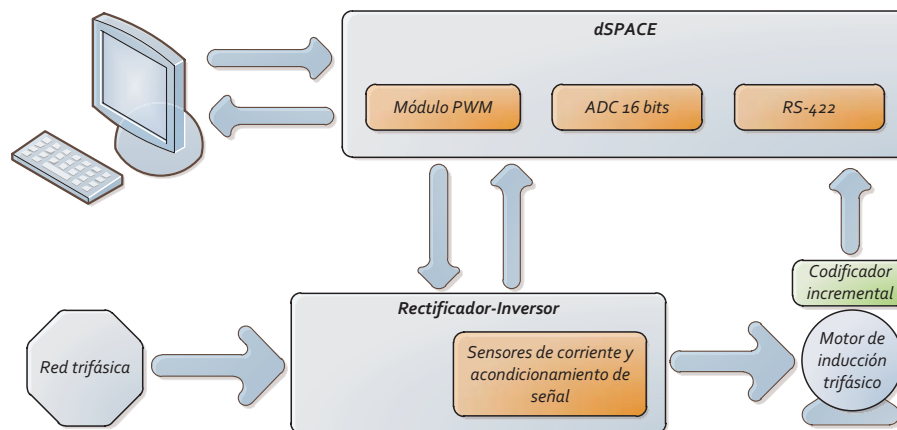 dSPACE
Módulo PWM
ADC 16 bits
RS-422
Codificador
incremental
Rectificador-Inversor
Red trifásica
Sensores de corriente y
acondicionamiento de
señal
Motor de
inducción
trifásico